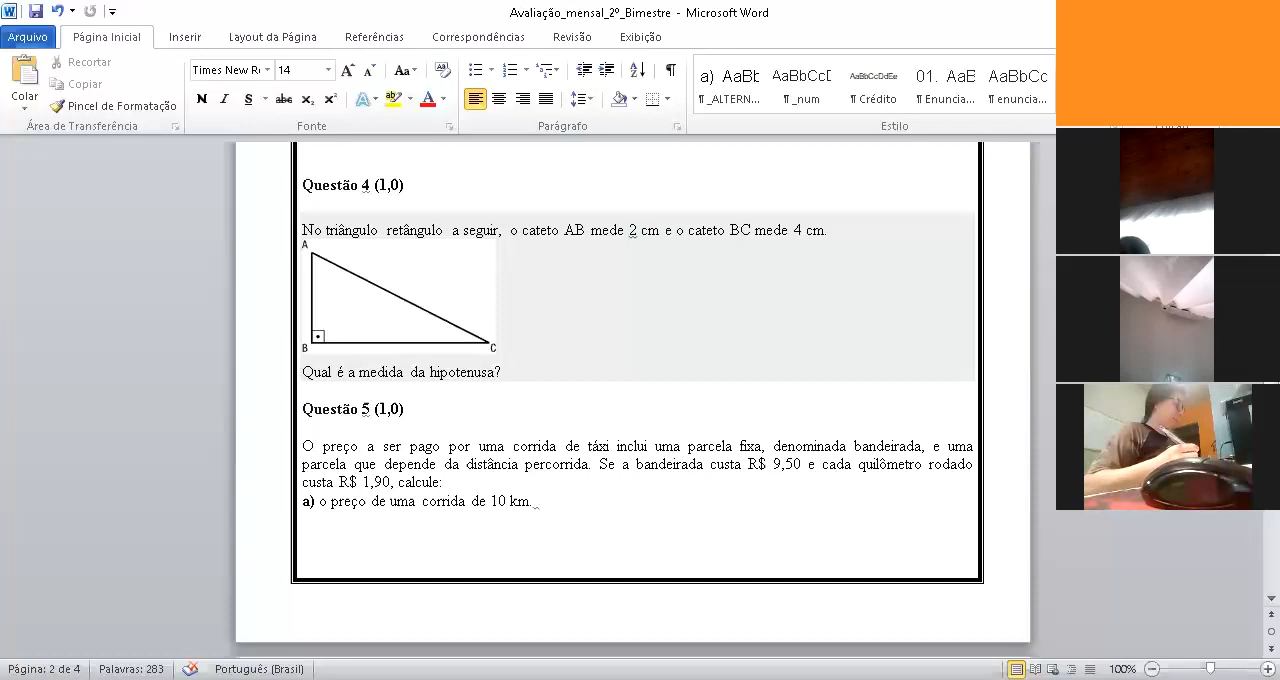 Avaliação_mensal_2º_Bimestre - Microsoft Word
Arquivo
Página Inicial
Inserir
Layout da Página
Referências
Correspondências
Revisão
Exibição
Colar
Recortar
Copiar
Pincel de Formatação
Área de Transferência
Times New R
14
Fonte
Parágrafo
a) AaBb
¶ _ALTERN...
AaBbCcD
¶ _num
AaBbCcDdEe
¶ Crédito
01. AaE
¶ Enuncia...
AaBbCc
¶ enuncia...
Estilo
Questão 4 (1,0)
No triângulo retângulo a seguir, o cateto AB mede 2 cm e o cateto BC mede 4 cm.
A
B
C
Qual é a medida da hipotenusa?
Questão 5 (1,0)
O preço a ser pago por uma corrida de táxi inclui uma parcela fixa, denominada bandeirada, e uma
parcela que depende da distância percorrida. Se a bandeirada custa R$ 9,50 e cada quilômetro rodado
custa R$ 1,90, calcule:
a) o preço de uma corrida de 10 km.
Página: 2 de 4
Palavras: 283
Português (Brasil)
100%